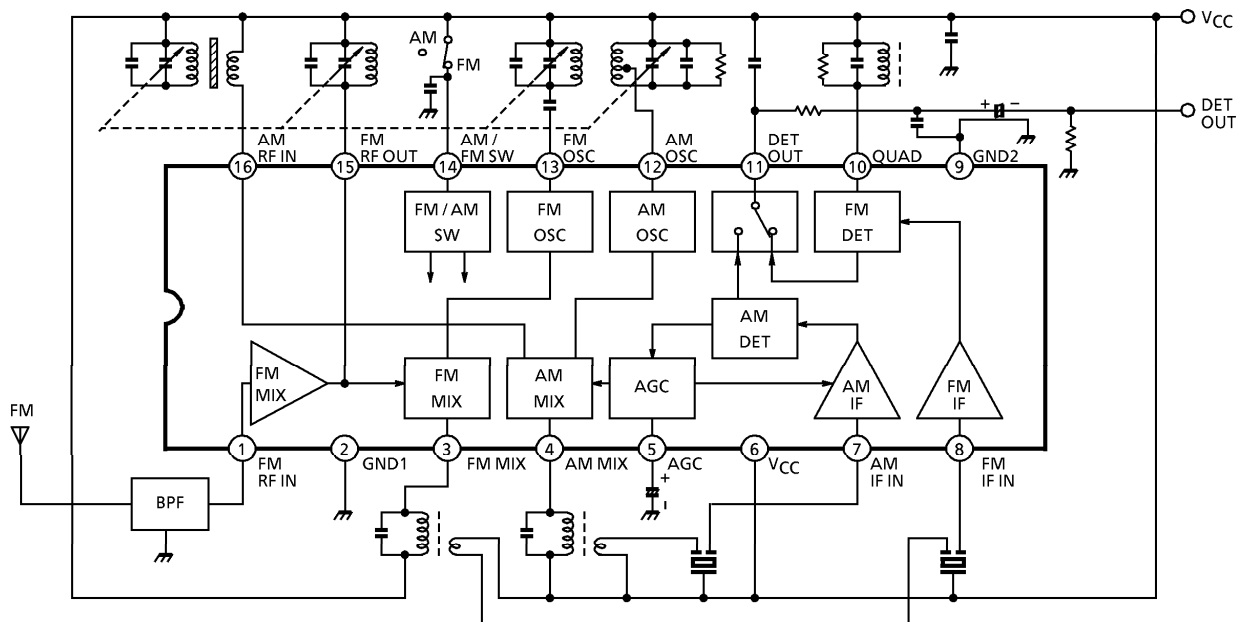 VCC
AM
FM
DET
OUT
AM
RF IN
FM
RF OUT
AM /
FM SW
FM
OSC
AM
OSC
DET
OUT
QUAD
GND2
+ −
16
15
14
13
12
11
10
9
FM / AM
SW
FM
OSC
AM
OSC
FM
DET
AM
DET
FM
MIX
FM
MIX
AM
MIX
AGC
AM
IF
FM
IF
FM
1
2
3
4
5
6
7
8
FM
RF IN
GND1
FM MIX
AM MIX
AGC
VCC
AM
IF IN
FM
IF IN
BPF
+
−